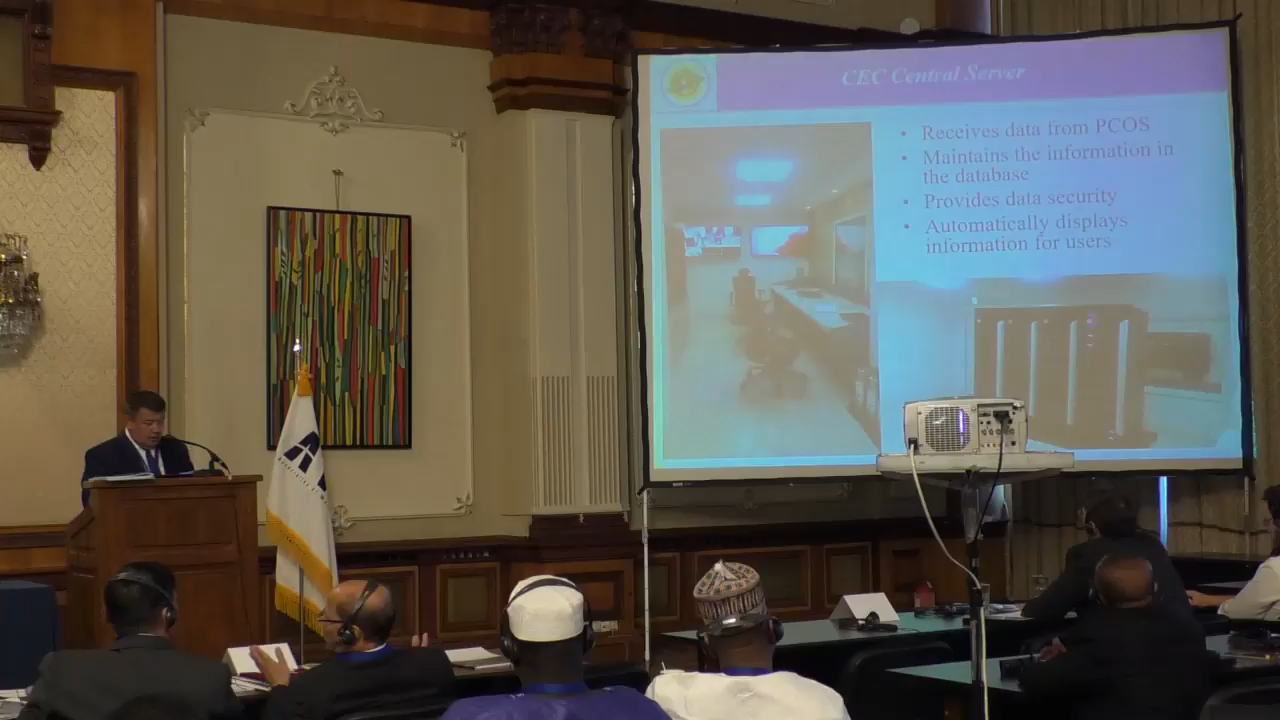 CEC Central Server
• Receives data from PCOS
• Maintains the information in
the database
• Provides data security
• Automatically displays
information for users